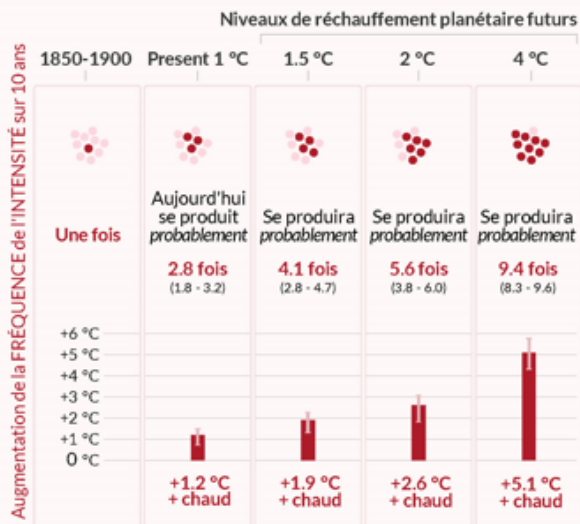 Niveaux de réchauffement planétaire futurs
1850-1900 Present 1 °C 1.5 °C 2 °C 4 °C
Augmentation de la FRÉQUENCE de l'INTENSITÉ sur 10 ans
Aujourd'hui
se produit Se produira Se produira Se produira
Une fois probablement probablement probablement probablement
2.8 fois 4.1 fois 5.6 fois 9.4 fois
(1.8 - 3.2) (2.8 - 4.7) (3.8 - 6.0) (8.3 - 9.6)
+6 °C
+5 °C
+4 °C
+3 °C
+2 °C
+1 °C
0 °C
+1.2 °C +1.9 °C +2.6 °C +5.1 °C
+ chaud + chaud + chaud + chaud